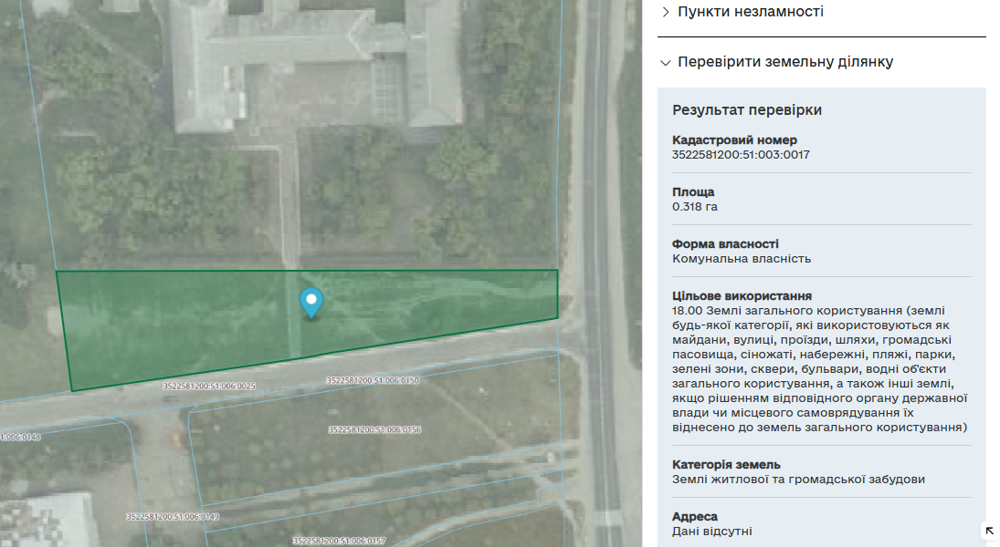 Пункти незламності
Перевірити земельну ділянку
Результат перевірки
Кадастровий номер
3522581200:51:003:0017
Площа
0.318 га
Форма власності
Комунальна власність
Цільове використання
18.00 Землі загального користування (землі
будь-якої категорії, які використовуються як
майдани, вулиці, проїзди, шляхи, громадські
пасовища, сіножаті, набережні, пляжі, парки,
зелені зони, сквери, бульвари, водні об'єкти
загального користування, а також інші землі,
якщо рішенням відповідного органу державної
влади чи місцевого самоврядування їх
віднесено до земель загального користування)
Категорія земель
Землі житлової та громадської забудови
Адреса
Дані відсутні
3522581200:51:006:0025
3522581200:51:006:0150
3522581200:51:006:0156
1:006:0148
3522581200:51:006:0149
3522581200:51:006:0157